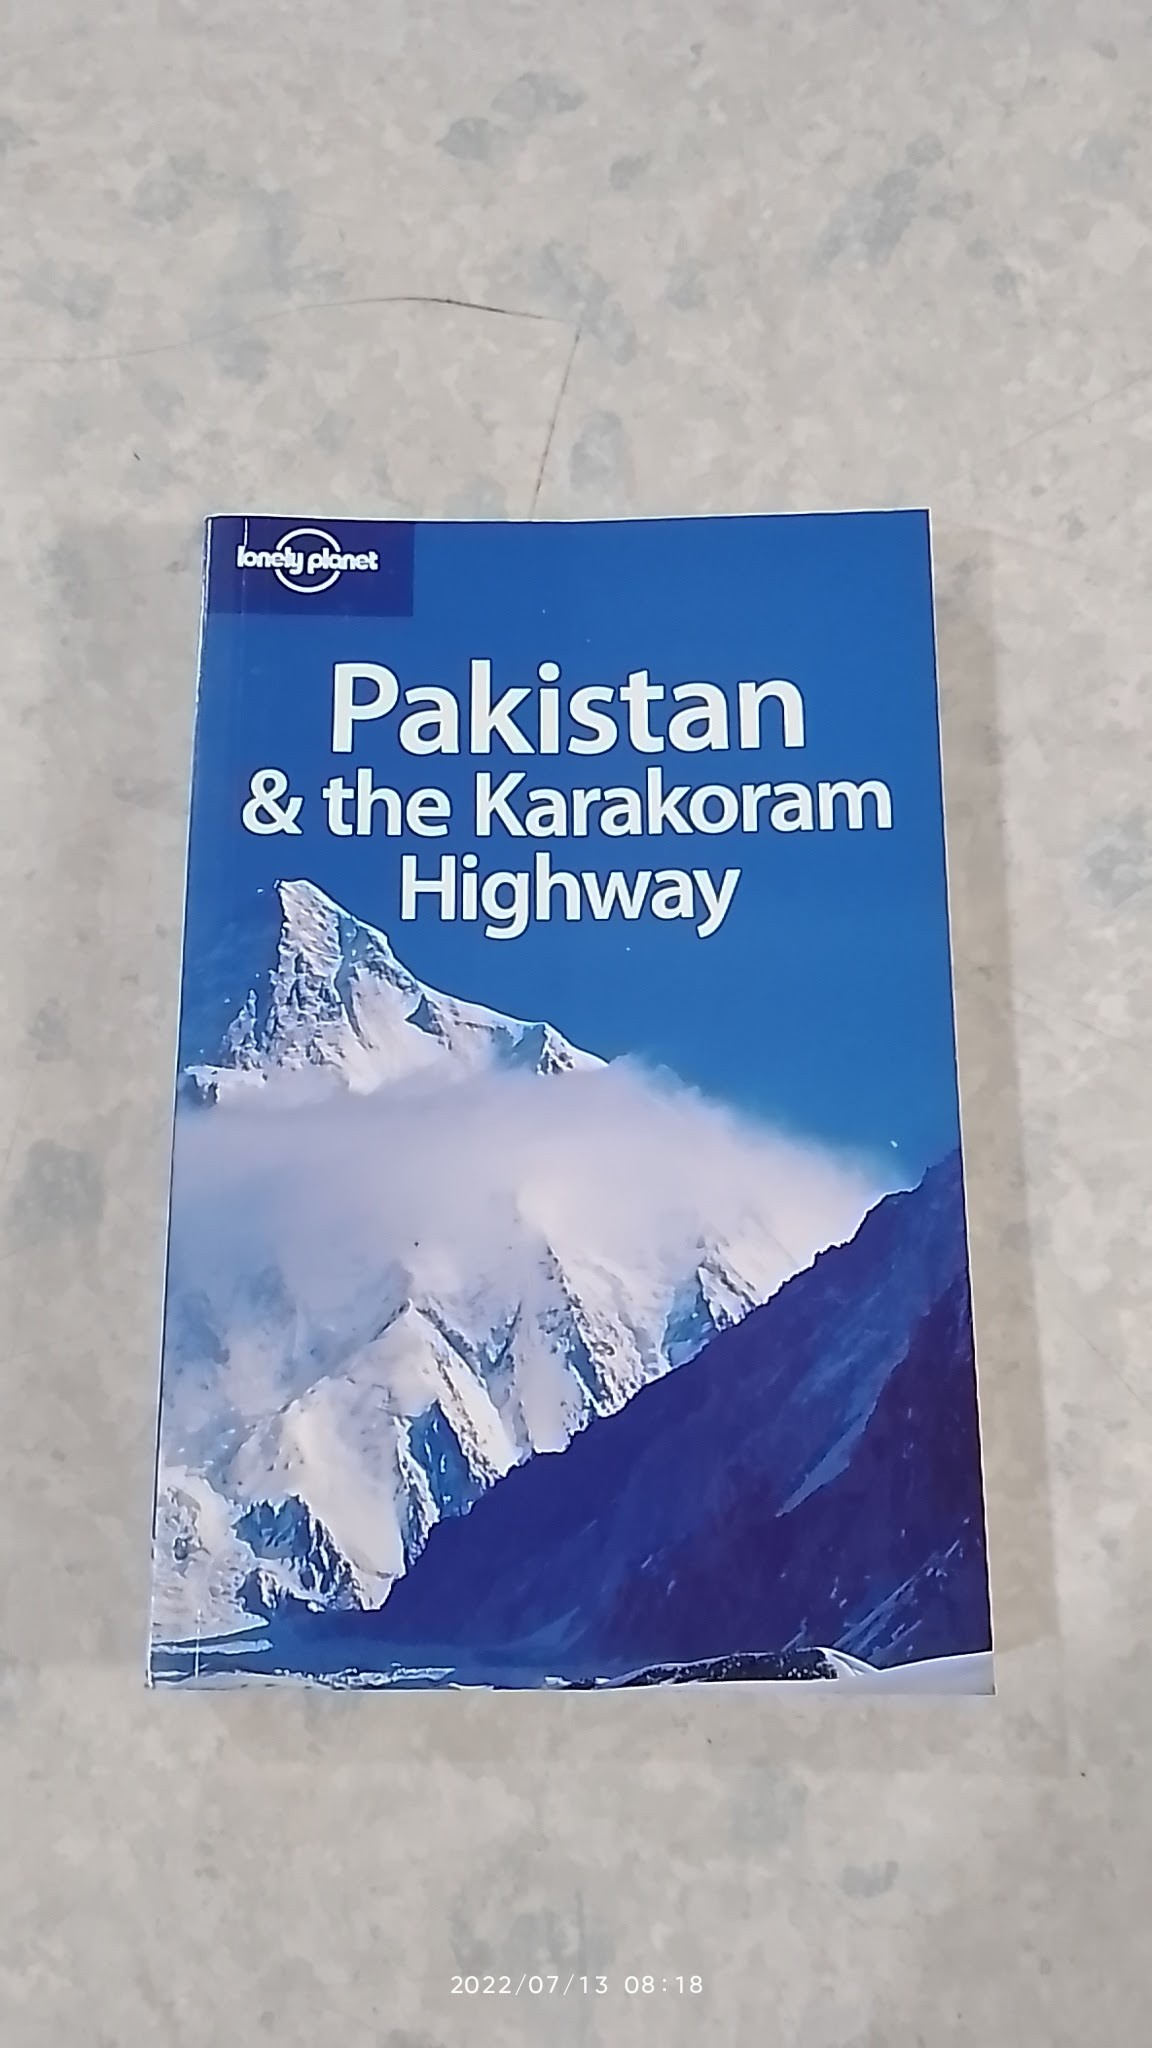 lonely planet
Pakistan
& the Karakoram
Highway
2022/07/13 08:18